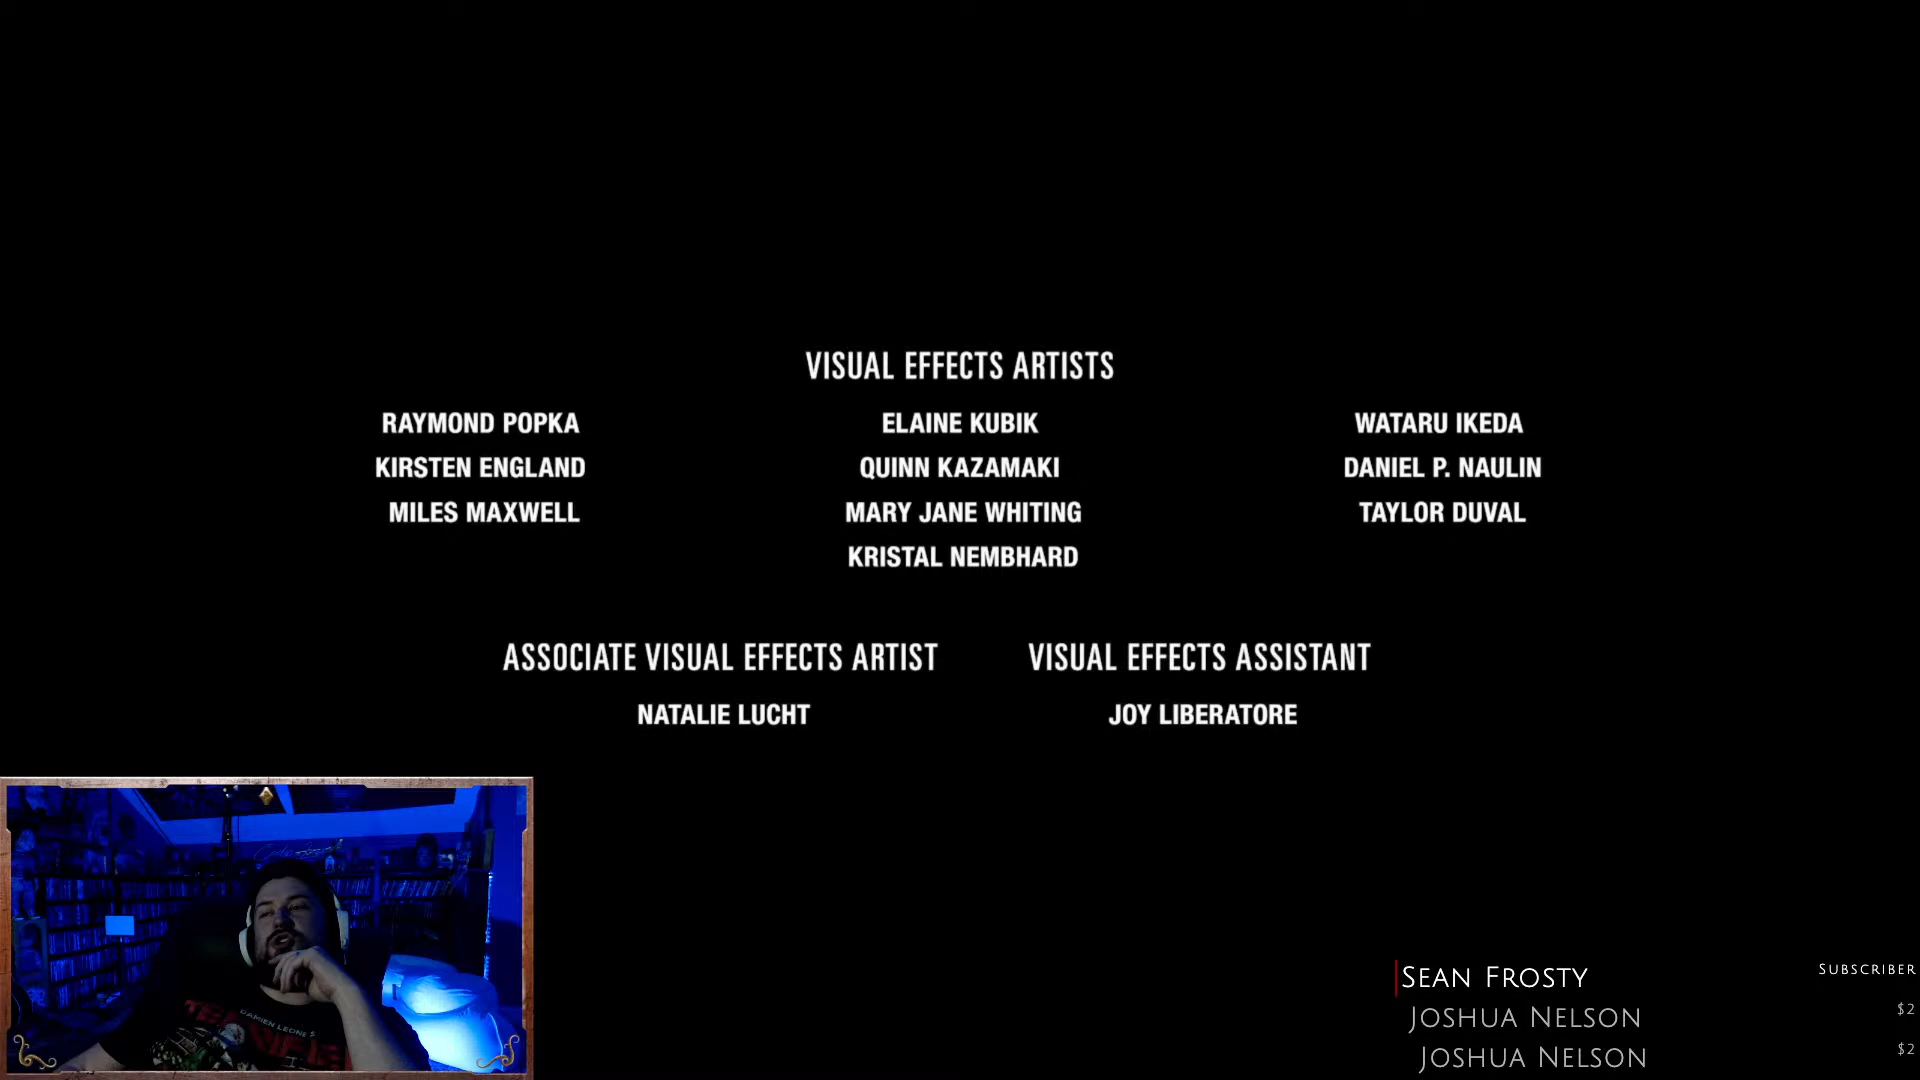 VISUAL EFFECTS ARTISTS
RAYMOND POPKA ELAINE KUBIK WATARU IKEDA
KIRSTEN ENGLAND QUINN KAZAMAKI DANIEL P. NAULIN
MILES MAXWELL MARY JANE WHITING TAYLOR DUVAL
KRISTAL NEMBHARD
ASSOCIATE VISUAL EFFECTS ARTIST VISUAL EFFECTS ASSISTANT
NATALIE LUCHT JOY LIBERATORE
DAMIEN LEONE'S
SEAN FROSTY SUBSCRIBER
JOSHUA NELSON $2
JOSHUA NELSON $2